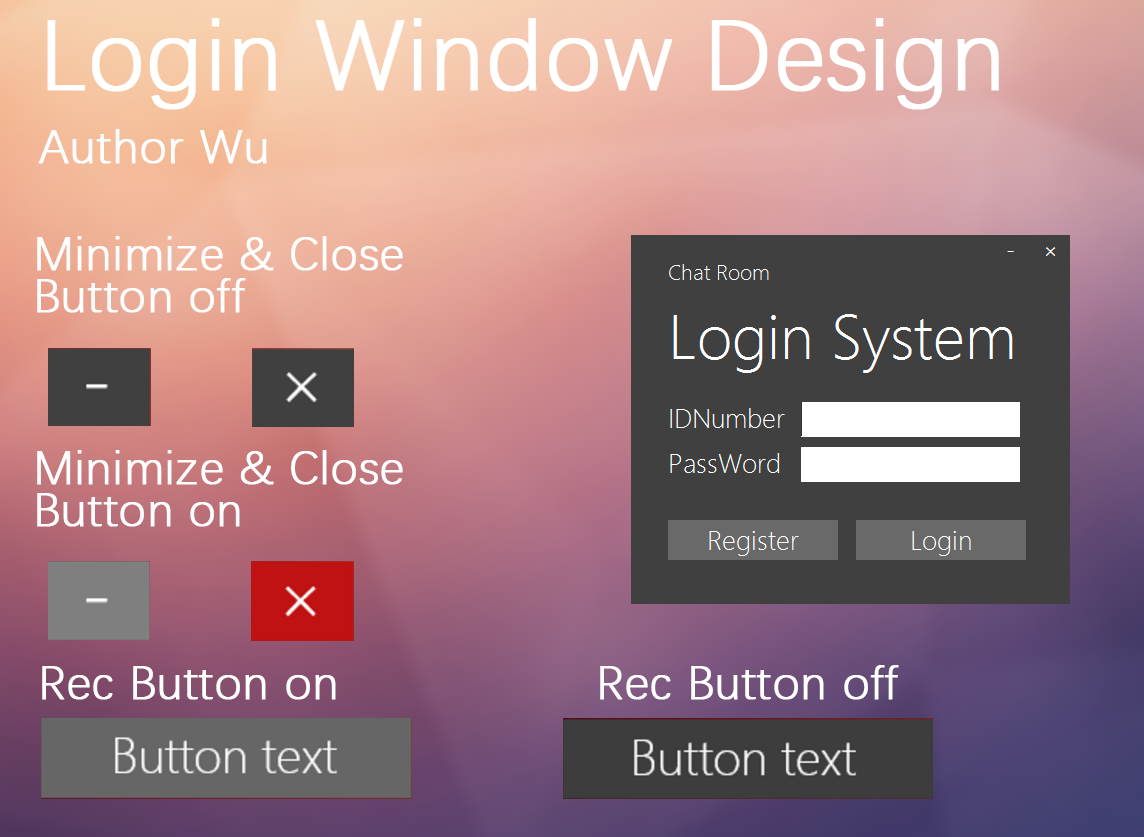 Login Window Design
Author Wu
Minimize & Close
Button off
Minimize & Close
Button on
Rec Button on
Button text
Chat Room
Login System
IDNumber
PassWord
Register Login
Rec Button off
Button text